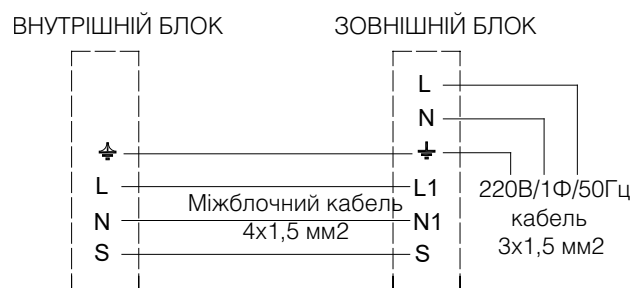 ВНУТРІШНІЙ БЛОК
ЗОВНІШНІЙ БЛОК
L
N
L
L1
220В/1Ф/50Гц
Міжблочний кабель
N
N1
кабель
4х1,5 мм2
3х1,5 мм2
S
S